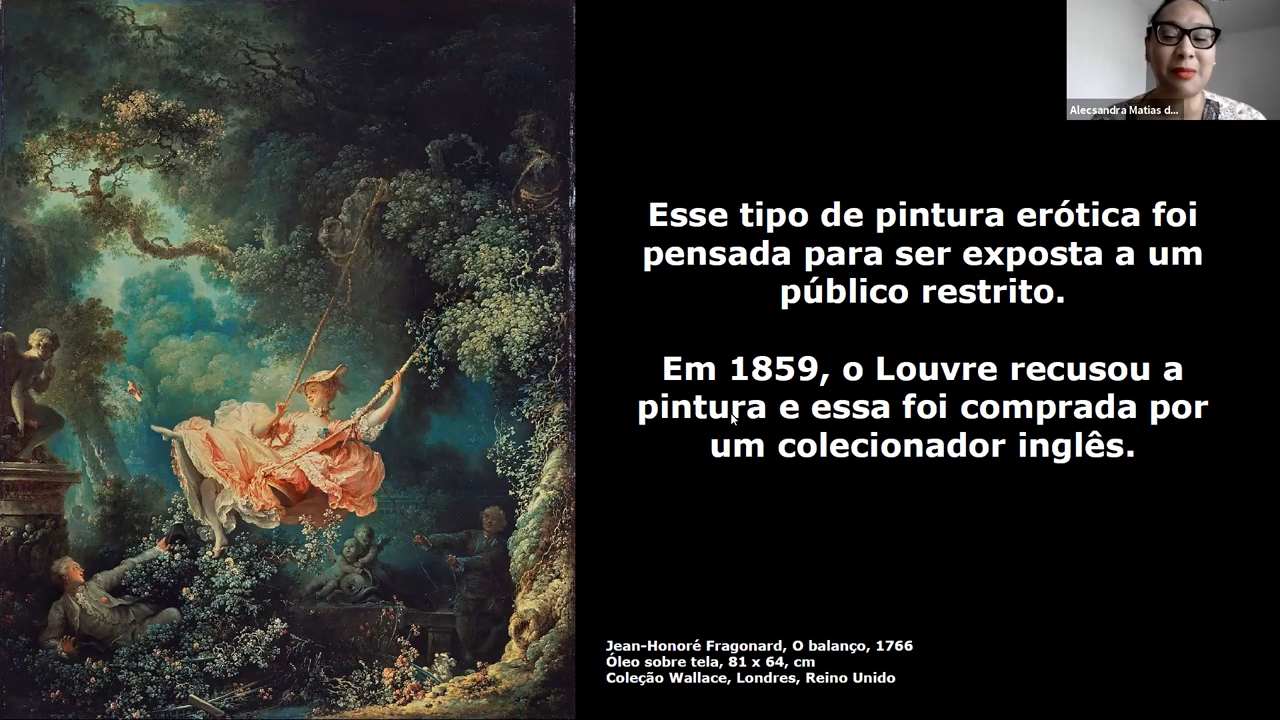 Alecsandra Matias d...
Esse tipo de pintura erótica foi
pensada para ser exposta a um
público restrito.
Em 1859, o Louvre recusou a
pintura e essa foi comprada por
um colecionador inglês.
Jean-Honoré Fragonard, O balanço, 1766
Óleo sobre tela, 81 x 64, cm
Coleção Wallace, Londres, Reino Unido